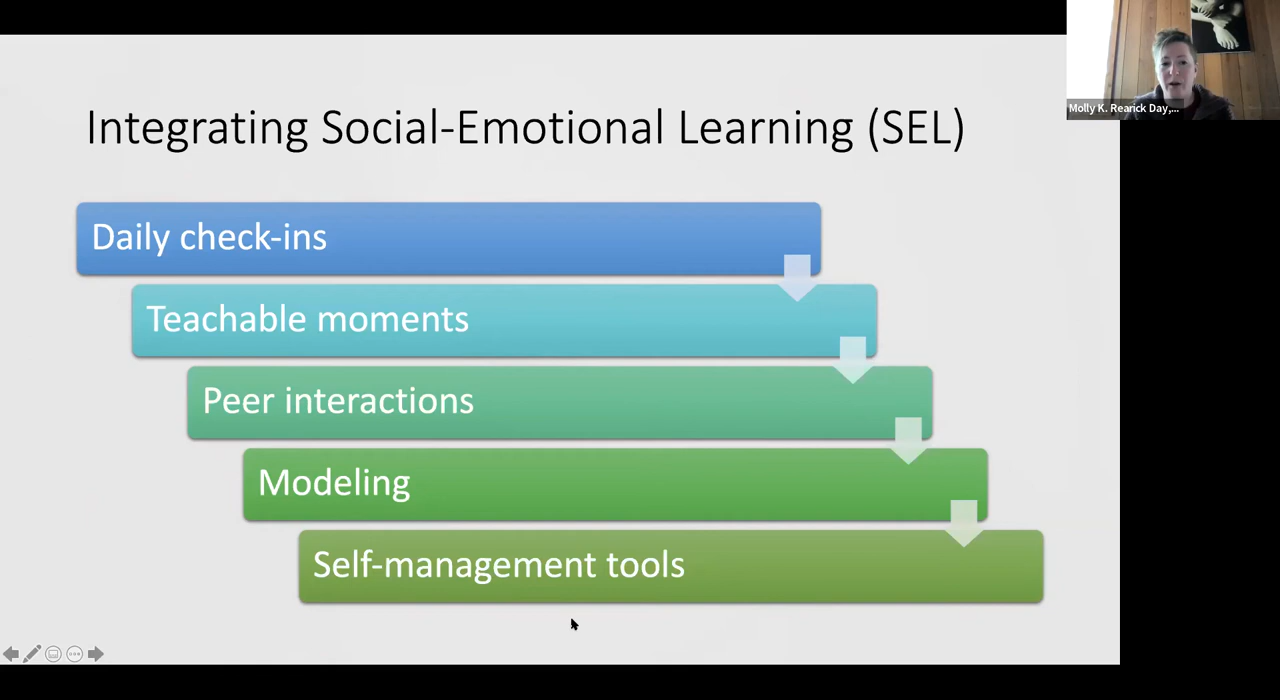 Integrating Social-Emotional Learning (SEL)
Molly K. Rearick Day,...
Daily check-ins
Teachable moments
Peer interactions
Modeling
Self-management tools